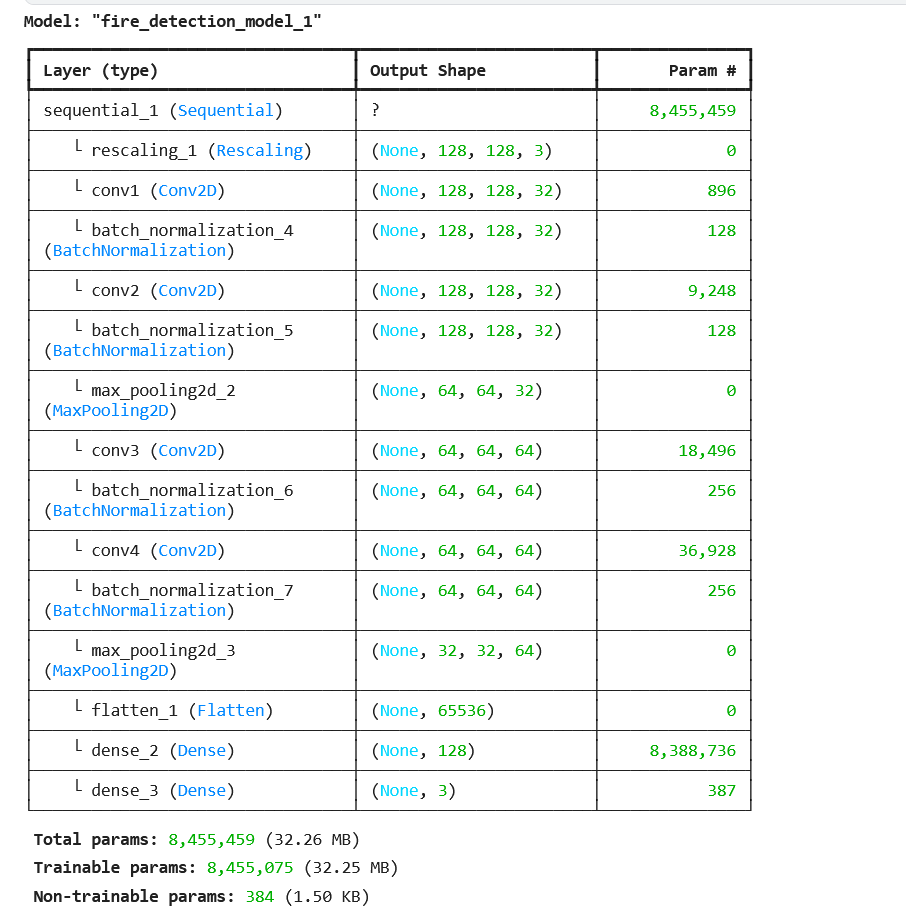 Model: "fire_detection_model_1"
Layer (type) Output Shape Param #
sequential_1 (Sequential) ? 8,455,459
└ rescaling_1 (Rescaling) (None, 128, 128, 3) 0
└ conv1 (Conv2D) (None, 128, 128, 32) 896
└ batch_normalization_4 (None, 128, 128, 32) 128
(BatchNormalization)
└ conv2 (Conv2D) (None, 128, 128, 32) 9,248
└ batch_normalization_5 (None, 128, 128, 32) 128
(BatchNormalization)
└ max_pooling2d_2 (None, 64, 64, 32) 0
(MaxPooling2D)
└ conv3 (Conv2D) (None, 64, 64, 64) 18,496
└ batch_normalization_6 (None, 64, 64, 64) 256
(BatchNormalization)
└ conv4 (Conv2D) (None, 64, 64, 64) 36,928
└ batch_normalization_7 (None, 64, 64, 64) 256
(BatchNormalization)
└ max_pooling2d_3 (None, 32, 32, 64) 0
(MaxPooling2D)
└ flatten_1 (Flatten) (None, 65536) 0
└ dense_2 (Dense) (None, 128) 8,388,736
└ dense_3 (Dense) (None, 3) 387
Total params: 8,455,459 (32.26 MB)
Trainable params: 8,455,075 (32.25 MB)
Non-trainable params: 384 (1.50 KB)